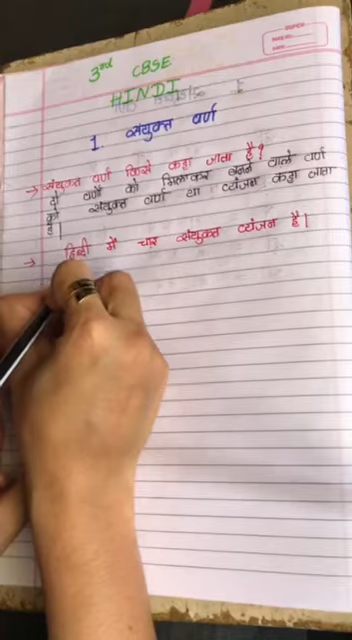 3rd CBSE
HINDI
1. संयुक्त वर्ण
→ संयुक्त वर्ण किसे कहा जाता है?
दो वर्णों को मिलाकर बनने वाले वर्ण
को संयुक्त वर्ण या व्यंजन कहा जाता
है।
→ हिन्दी में चार संयुक्त व्यंजन है।